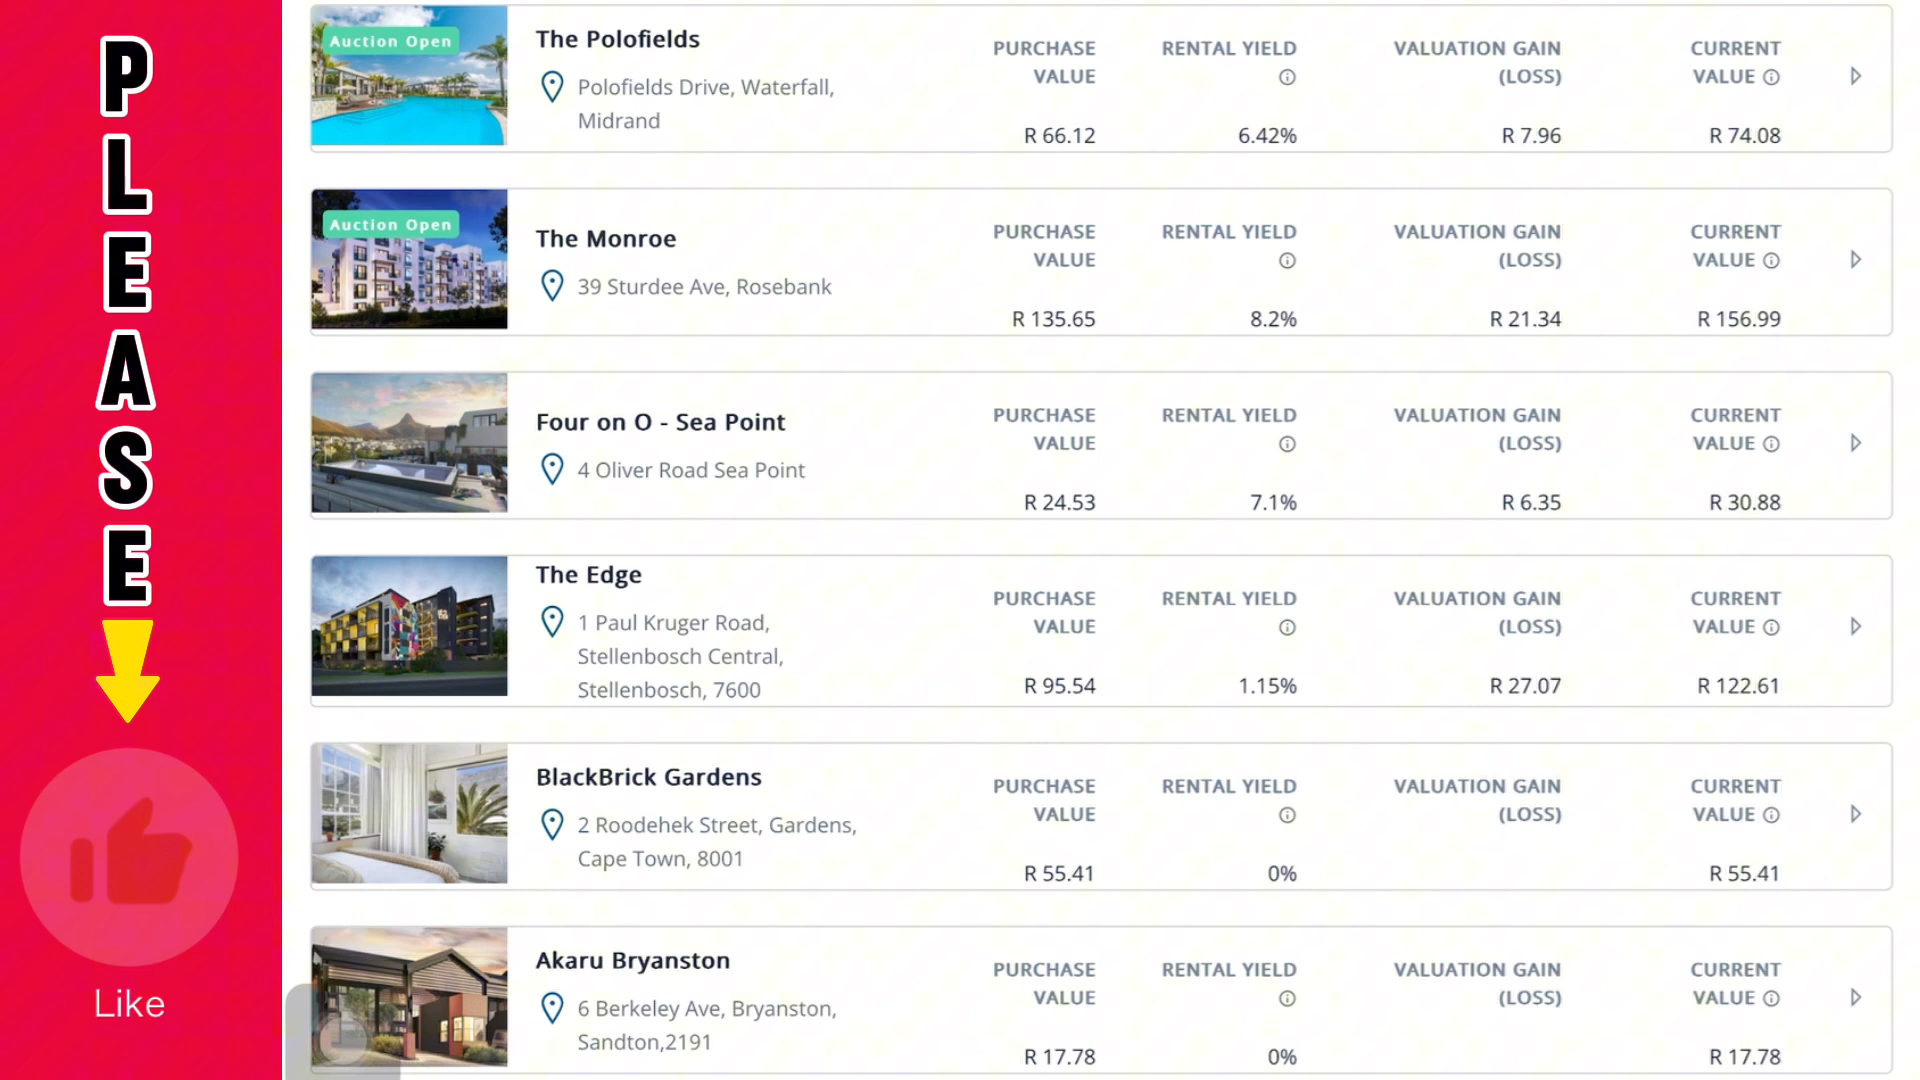 PLEASE
Like
Auction Open
The Polofields
Polofields Drive, Waterfall,
Midrand
PURCHASE
VALUE
R 66.12
RENTAL YIELD
6.42%
VALUATION GAIN
(LOSS)
R 7.96
CURRENT
VALUE
R 74.08
Auction Open
The Monroe
39 Sturdee Ave, Rosebank
PURCHASE
VALUE
R 135.65
RENTAL YIELD
8.2%
VALUATION GAIN
(LOSS)
R 21.34
CURRENT
VALUE
R 156.99
Four on O - Sea Point
4 Oliver Road Sea Point
PURCHASE
VALUE
R 24.53
RENTAL YIELD
7.1%
VALUATION GAIN
(LOSS)
R 6.35
CURRENT
VALUE
R 30.88
The Edge
1 Paul Kruger Road,
Stellenbosch Central,
Stellenbosch, 7600
PURCHASE
VALUE
R 95.54
RENTAL YIELD
1.15%
VALUATION GAIN
(LOSS)
R 27.07
CURRENT
VALUE
R 122.61
BlackBrick Gardens
2 Roodehek Street, Gardens,
Cape Town, 8001
PURCHASE
VALUE
R 55.41
RENTAL YIELD
0%
VALUATION GAIN
(LOSS)
CURRENT
VALUE
R 55.41
Akaru Bryanston
6 Berkeley Ave, Bryanston,
Sandton,2191
PURCHASE
VALUE
R 17.78
RENTAL YIELD
0%
VALUATION GAIN
(LOSS)
CURRENT
VALUE
R 17.78